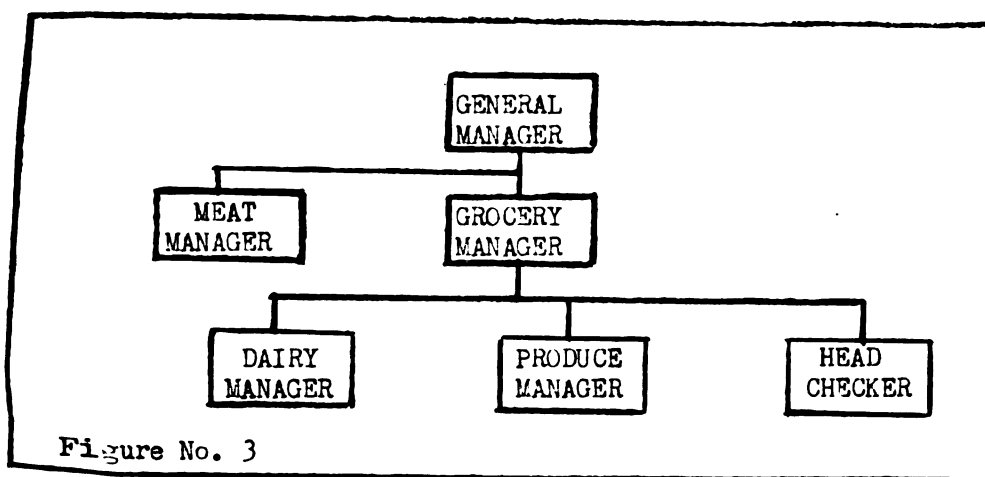 GENERAL
MANAGER
MEAT
MANAGER
GROCERY
MANAGER
DAIRY
MANAGER
PRODUCE
MANAGER
HEAD
CHECKER
Figure No. 3